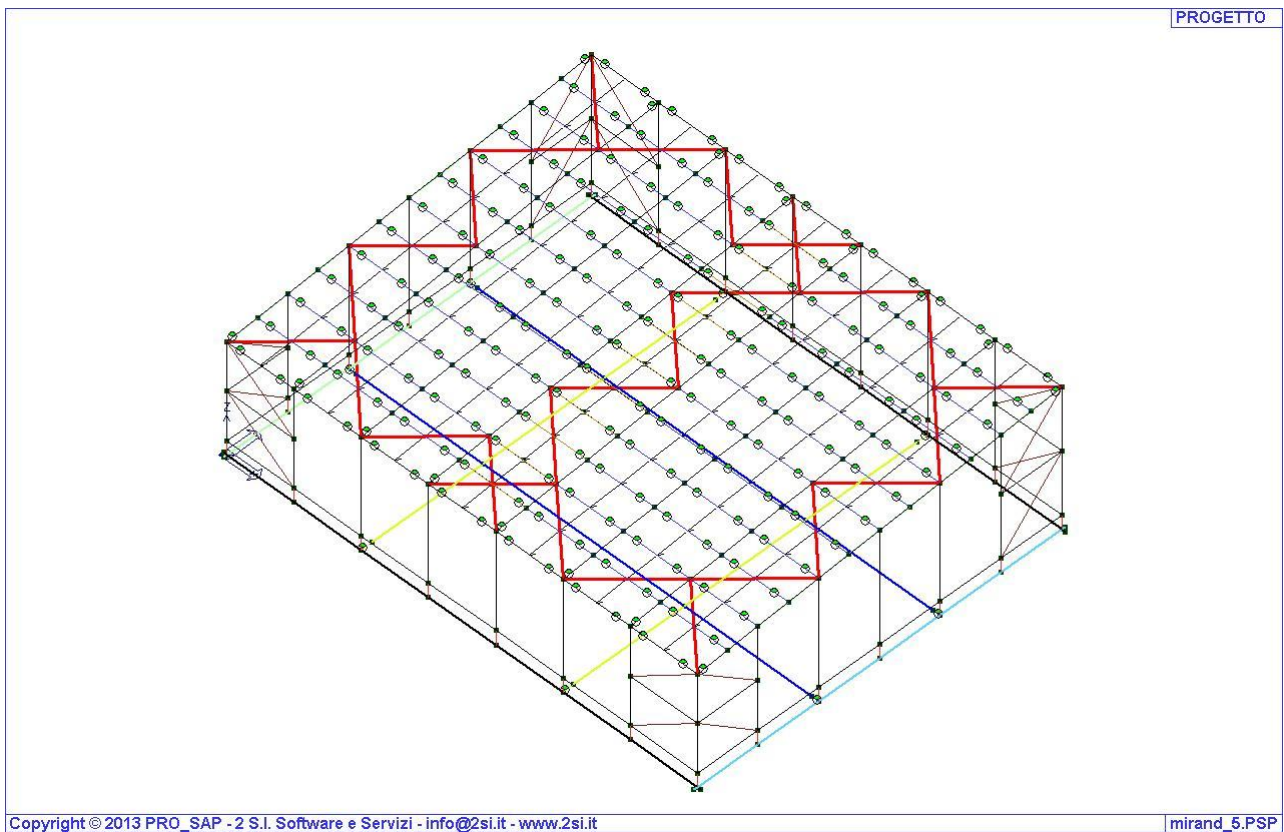 PROGETTO
Copyright © 2013 PRO_SAP - 2 S.I. Software e Servizi - info@2si.it - www.2si.it
mirand_5.PSP